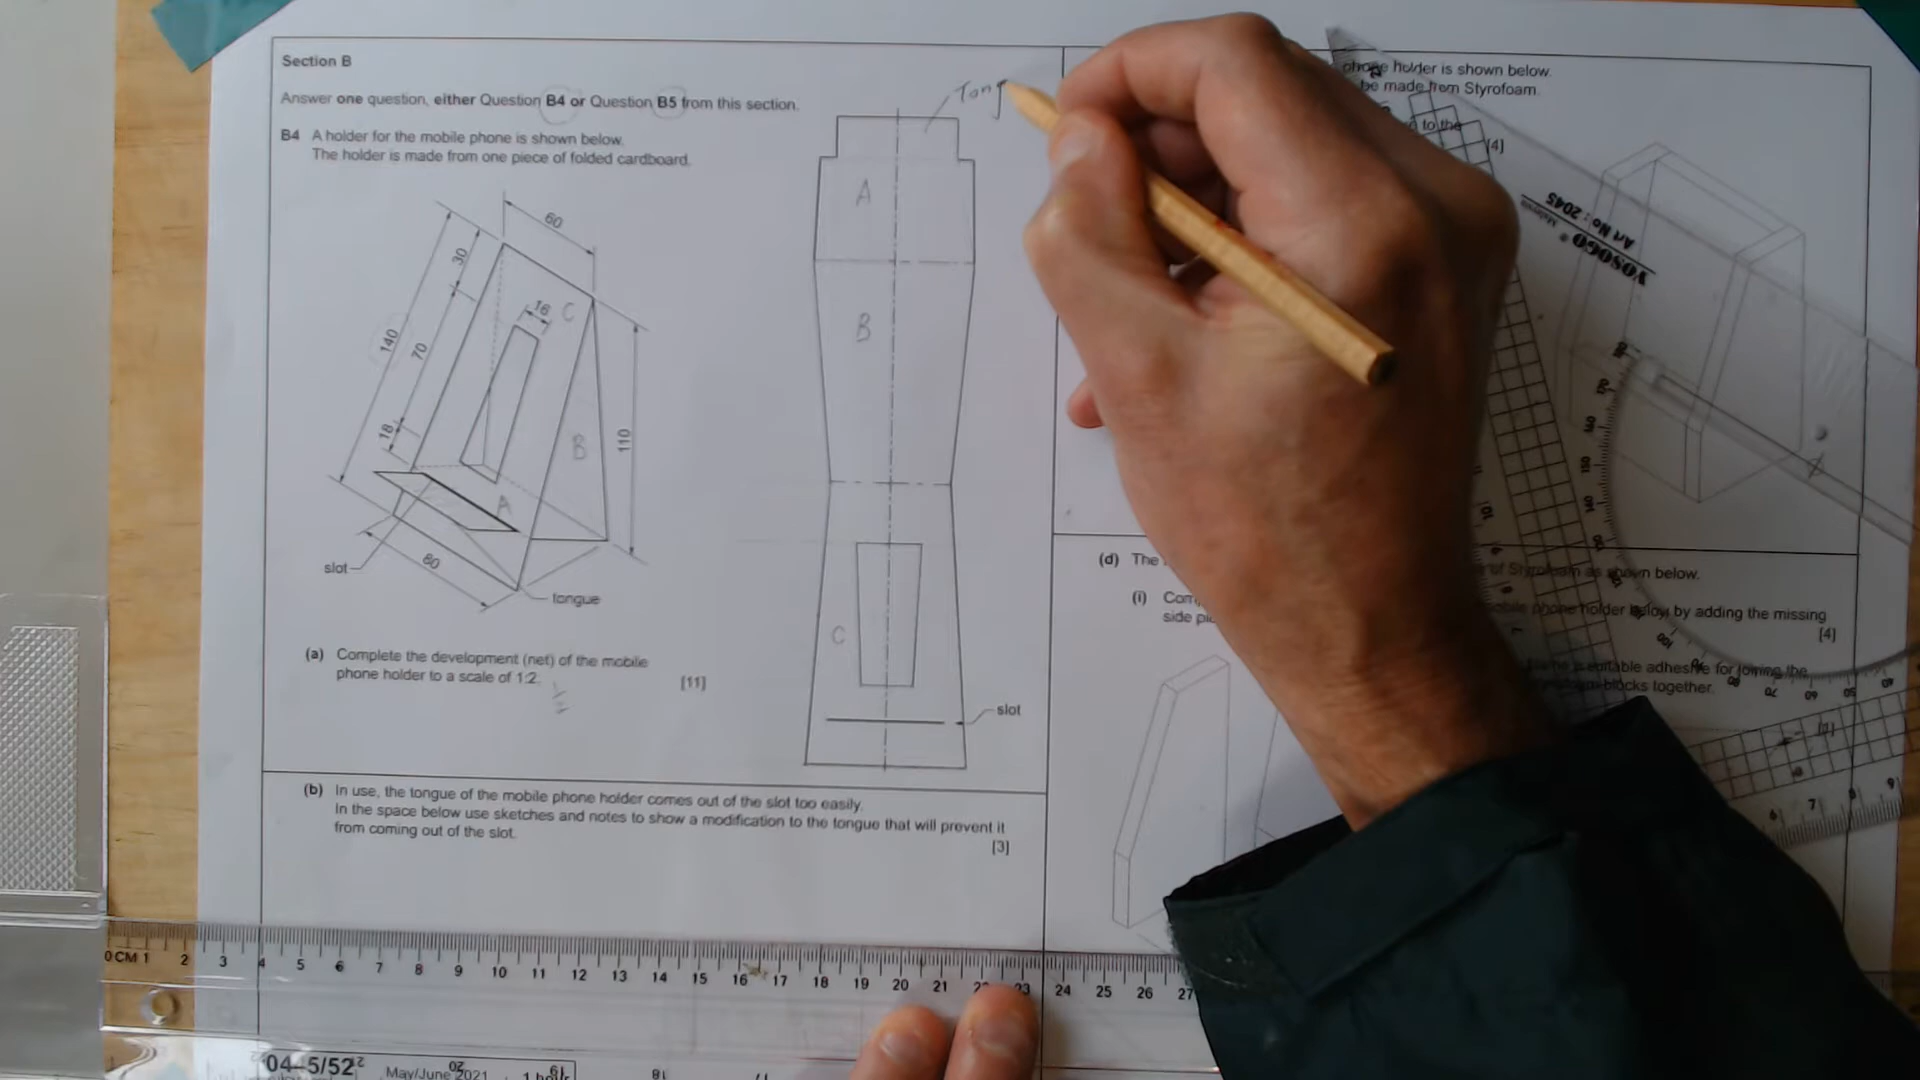 Section B
Answer one question, either Question B4 or Question B5 from this section.
B4 A holder for the mobile phone is shown below.
The holder is made from one piece of folded cardboard.
60
30
16
C
140
70
18
B
110
A
80
slot
tongue
(a) Complete the development (net) of the mobile
phone holder to a scale of 1:2.
[11]
Tong
A
B
C
slot
(b) In use, the tongue of the mobile phone holder comes out of the slot too easily.
In the space below use sketches and notes to show a modification to the tongue that will prevent it
from coming out of the slot.
[3]
phone holder is shown below.
be made from Styrofoam.
to the
[4]
YOSOGO
Art No : 2045
(d) The
of Styrofoam as shown below.
(i) Com
mobile phone holder below by adding the missing
side pi
[4]
suitable adhesive for joining the
blocks together.
[1]
0 CM 1 2 3 4 5 6 7 8 9 10 11 12 13 14 15 16 17 18 19 20 21 23 24 25 26 27
May/June 2021